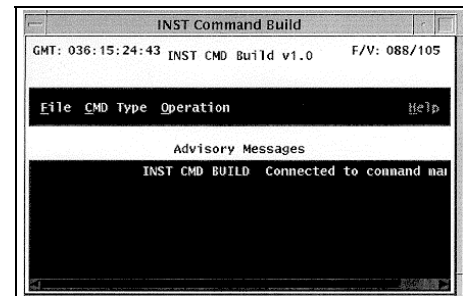 INST Command Build
GMT: 036:15:24:43 INST CMD Build v1.0 F/V: 088/105
File CMD Type Operation Help
Advisory Messages
INST CMD BUILD Connected to command